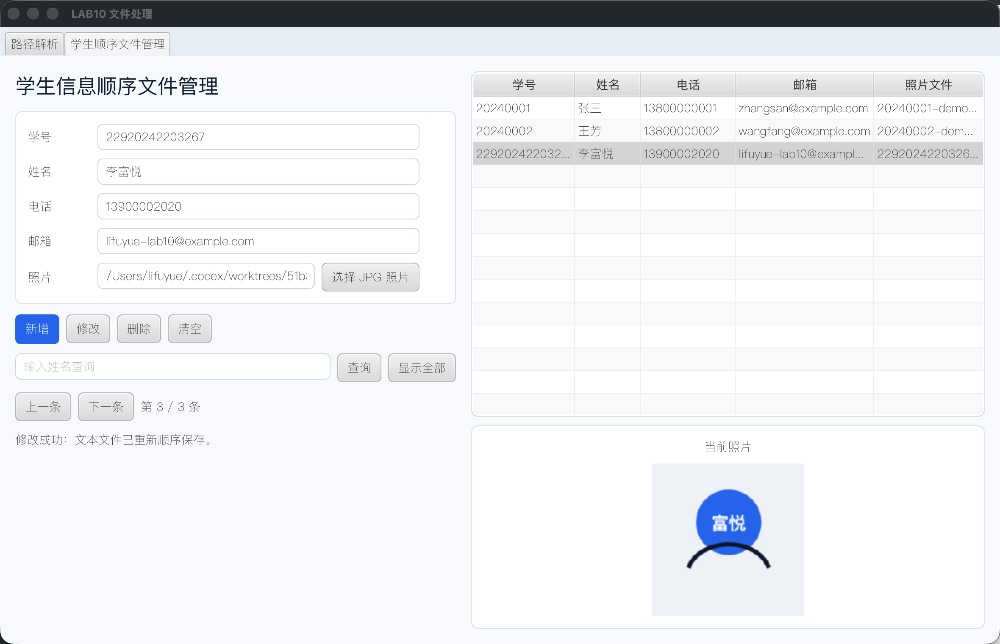 LAB10 文件处理
路径解析 学生顺序文件管理
学生信息顺序文件管理
学号 22920242203267
姓名 李富悦
电话 13900002020
邮箱 lifuyue-lab10@example.com
照片 /Users/lifuyue/.codex/worktrees/51b 选择 JPG 照片
新增 修改 删除 清空
输入姓名查询 查询 显示全部
上一条 下一条 第 3 / 3 条
修改成功：文本文件已重新顺序保存。
学号 姓名 电话 邮箱 照片文件
20240001 张三 13800000001 zhangsan@example.com 20240001-demo...
20240002 王芳 13800000002 wangfang@example.com 20240002-dem...
229202422032... 李富悦 13900002020 lifuyue-lab10@exampl... 2292024220326...
当前照片
富悦